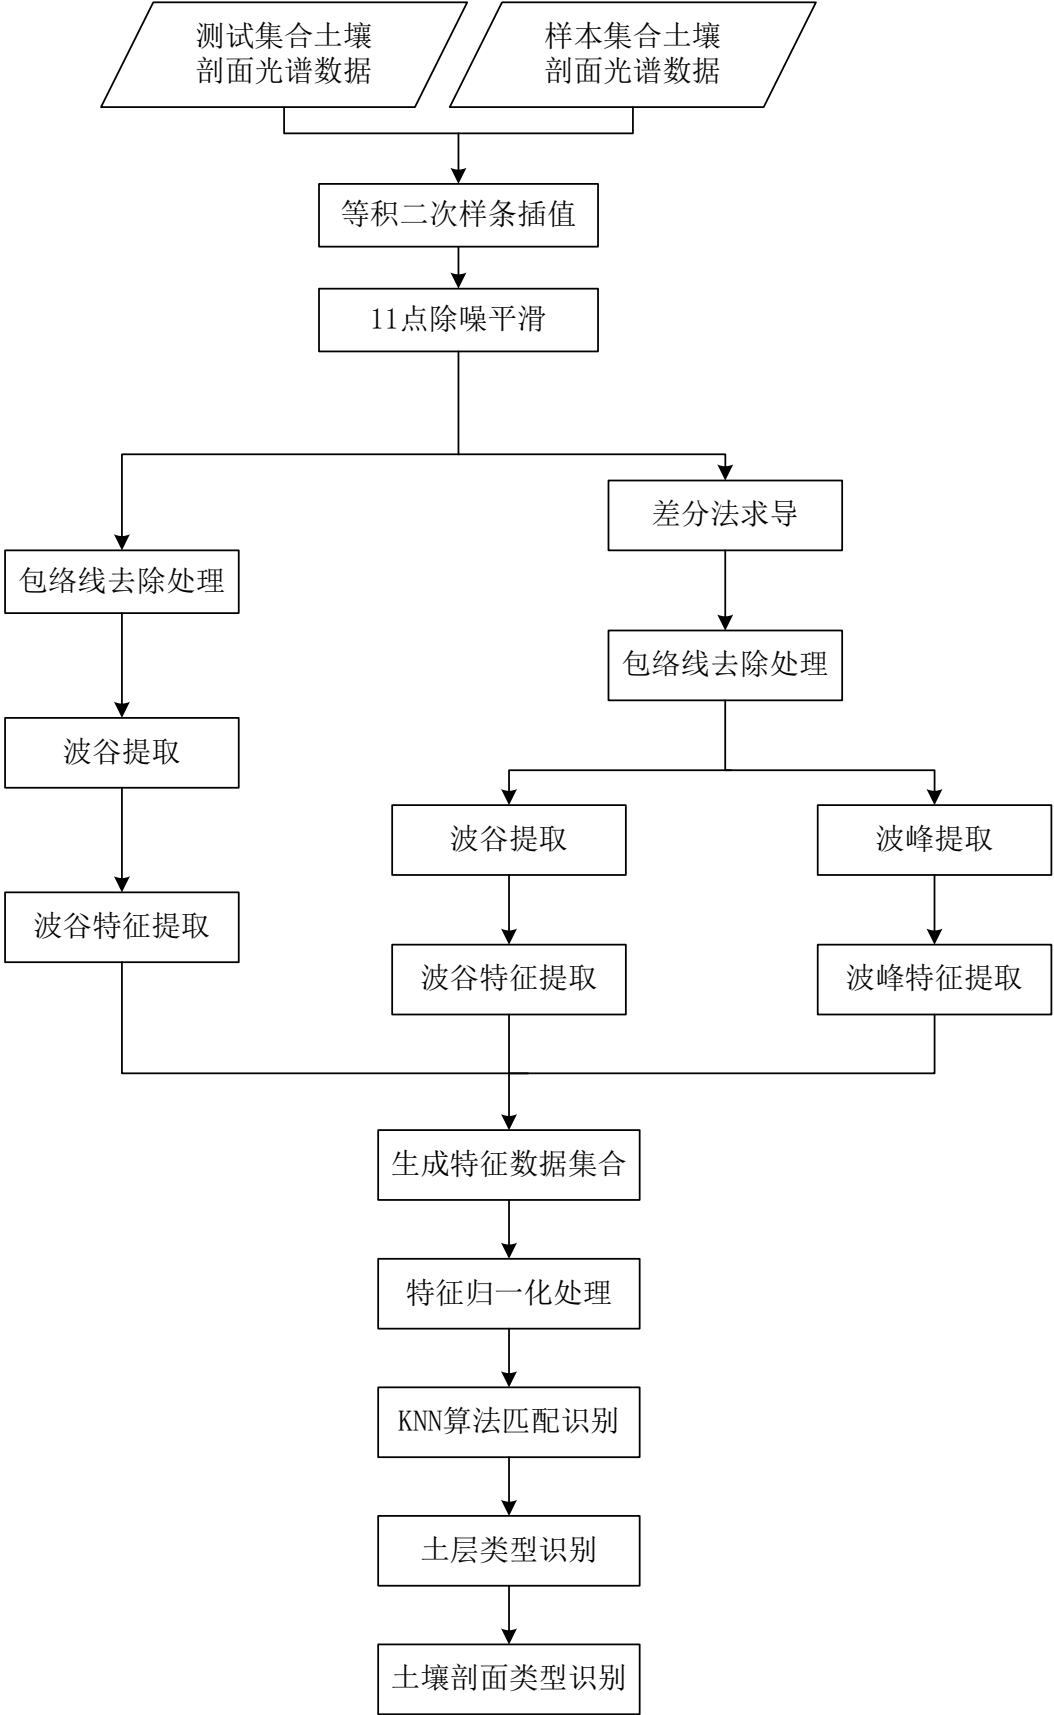 测试集合土壤
剖面光谱数据
样本集合土壤
剖面光谱数据
等积二次样条插值
11点除噪平滑
差分法求导
包络线去除处理
包络线去除处理
波谷提取
波谷提取
波峰提取
波谷特征提取
波谷特征提取
波峰特征提取
生成特征数据集合
特征归一化处理
KNN算法匹配识别
土层类型识别
土壤剖面类型识别